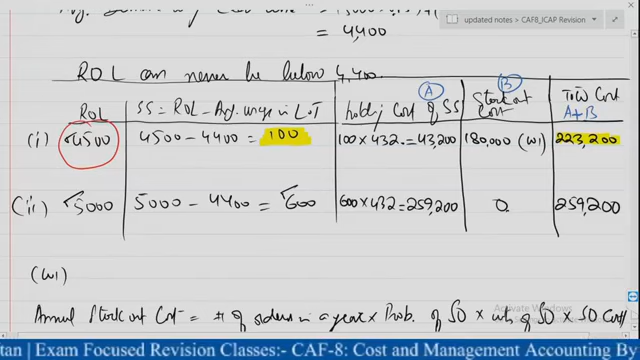 updated notes > CAF8_ICAP Revision
= 4,400
ROL can never be below 4,400.
ROL
SS = ROL - Avg. usage in LOT
Holding Cost of SS
A
Stock out Cost
B
Total Cost
A+B
(i)
4500
4500 - 4400 = 100
100 x 432 = 43,200
180,000 (W1)
223,200
(ii)
5000
5000 - 4400 = 600
600 x 432 = 259,200
0
259,200
(W1)
Annual Stock out Cost = # of orders in a year x Prob. of SO x units of SO x SO Cost/
Activate Windows
tan | Exam Focused Revision Classes:- CAF-8: Cost and Management Accounting By